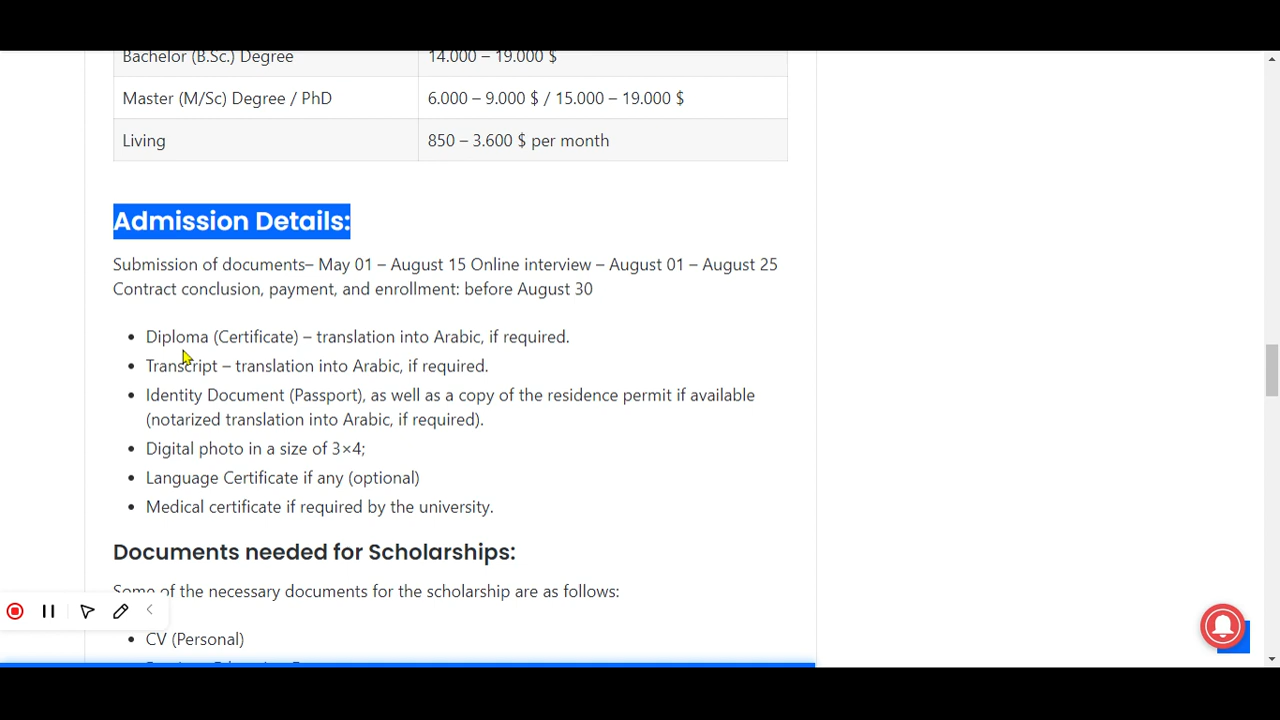 Bachelor (B.Sc.) Degree 14.000 – 19.000 $
Master (M/Sc) Degree / PhD 6.000 – 9.000 $ / 15.000 – 19.000 $
Living 850 – 3.600 $ per month
Admission Details:
Submission of documents– May 01 – August 15 Online interview – August 01 – August 25
Contract conclusion, payment, and enrollment: before August 30
Diploma (Certificate) – translation into Arabic, if required.
Transcript – translation into Arabic, if required.
Identity Document (Passport), as well as a copy of the residence permit if available
(notarized translation into Arabic, if required).
Digital photo in a size of 3×4;
Language Certificate if any (optional)
Medical certificate if required by the university.
Documents needed for Scholarships:
Some of the necessary documents for the scholarship are as follows:
CV (Personal)